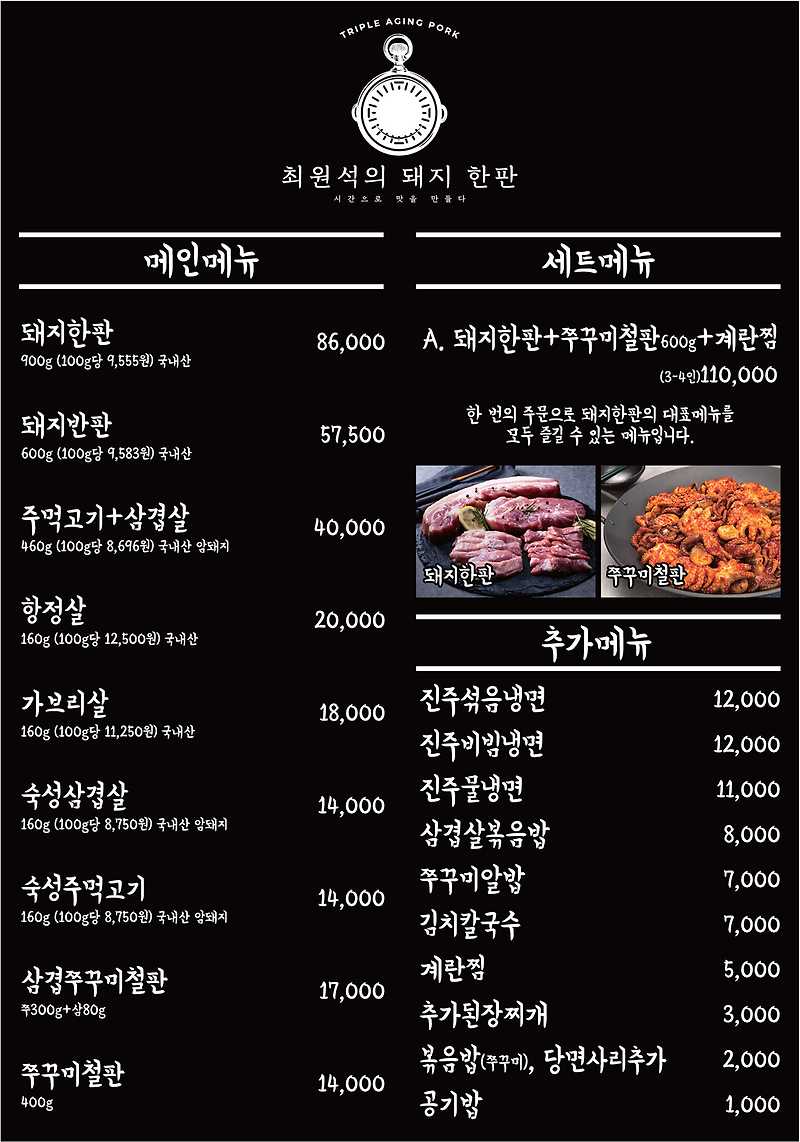 TRIPLE AGING PORK
최원석의 돼지 한판
시간으로 맛을 만들다
메인메뉴
돼지한판 86,000
900g (100g당 9,555원) 국내산
돼지반판 57,500
600g (100g당 9,583원) 국내산
주먹고기+삼겹살 40,000
460g (100g당 8,696원) 국내산 암돼지
항정살 20,000
160g (100g당 12,500원) 국내산
가브리살 18,000
160g (100g당 11,250원) 국내산
숙성삼겹살 14,000
160g (100g당 8,750원) 국내산 암돼지
숙성주먹고기 14,000
160g (100g당 8,750원) 국내산 암돼지
삼겹쭈꾸미철판 17,000
쭈300g+삼80g
쭈꾸미철판 14,000
400g
세트메뉴
A. 돼지한판+쭈꾸미철판600g+계란찜
(3-4인)110,000
한 번의 주문으로 돼지한판의 대표메뉴를
모두 즐길 수 있는 메뉴입니다.
돼지한판
쭈꾸미철판
추가메뉴
진주섞음냉면 12,000
진주비빔냉면 12,000
진주물냉면 11,000
삼겹살볶음밥 8,000
쭈꾸미알밥 7,000
김치칼국수 7,000
계란찜 5,000
추가된장찌개 3,000
볶음밥(쭈꾸미), 당면사리추가 2,000
공기밥 1,000